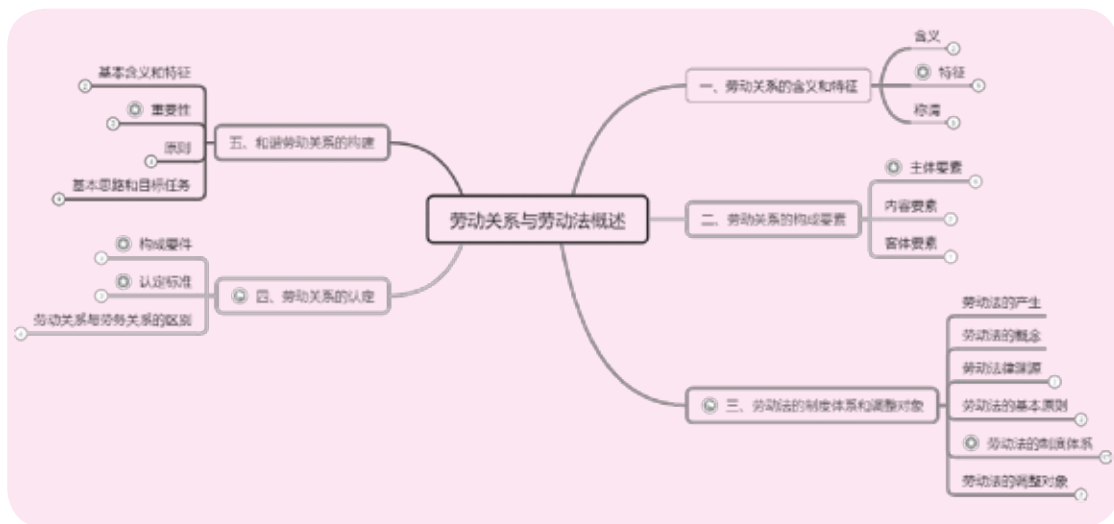 劳动关系与劳动法概述
一、劳动关系的含义和特征
含义
特征
称谓
二、劳动关系的构成要素
主体要素
内容要素
客体要素
三、劳动法的制度体系和调整对象
劳动法的产生
劳动法的概念
劳动法律渊源
劳动法的基本原则
劳动法的制度体系
劳动法的调整对象
四、劳动关系的认定
构成要件
认定标准
劳动关系与劳务关系的区别
五、和谐劳动关系的构建
基本含义和特征
重要性
原则
基本思路和目标任务